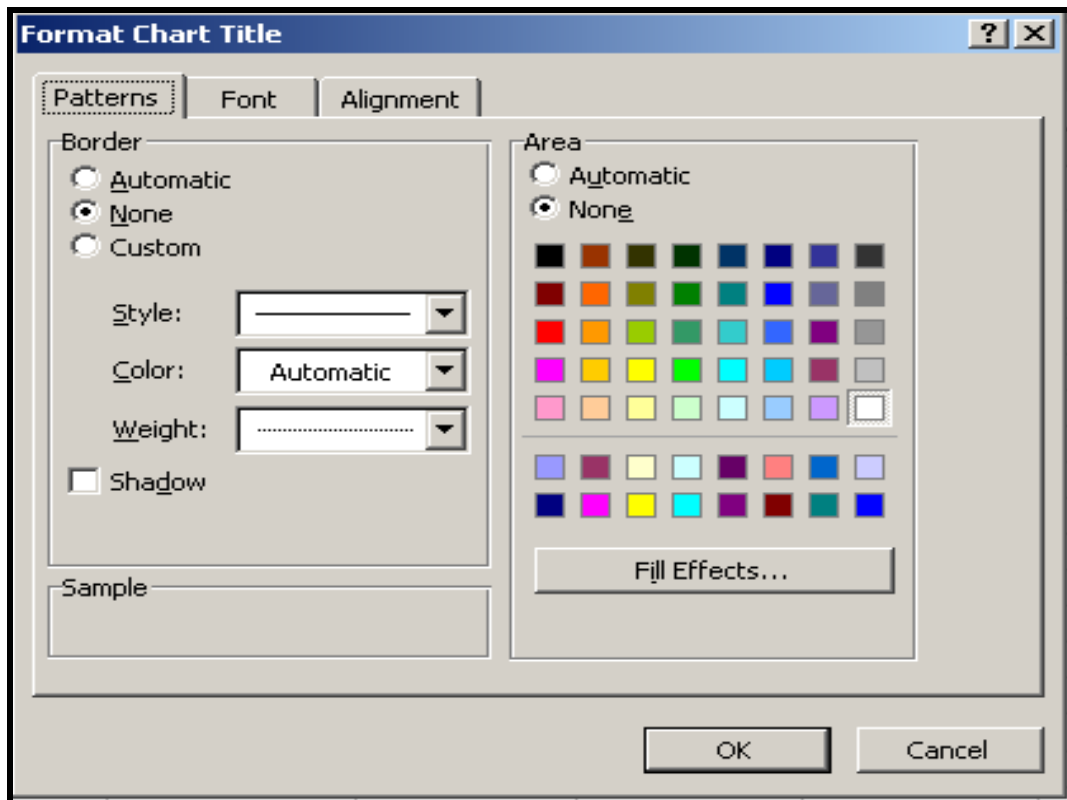 Format Chart Title
Patterns Font Alignment
Border
Automatic
None
Custom
Style:
Color: Automatic
Weight:
Shadow
Sample
Area
Automatic
None
Fill Effects...
OK Cancel